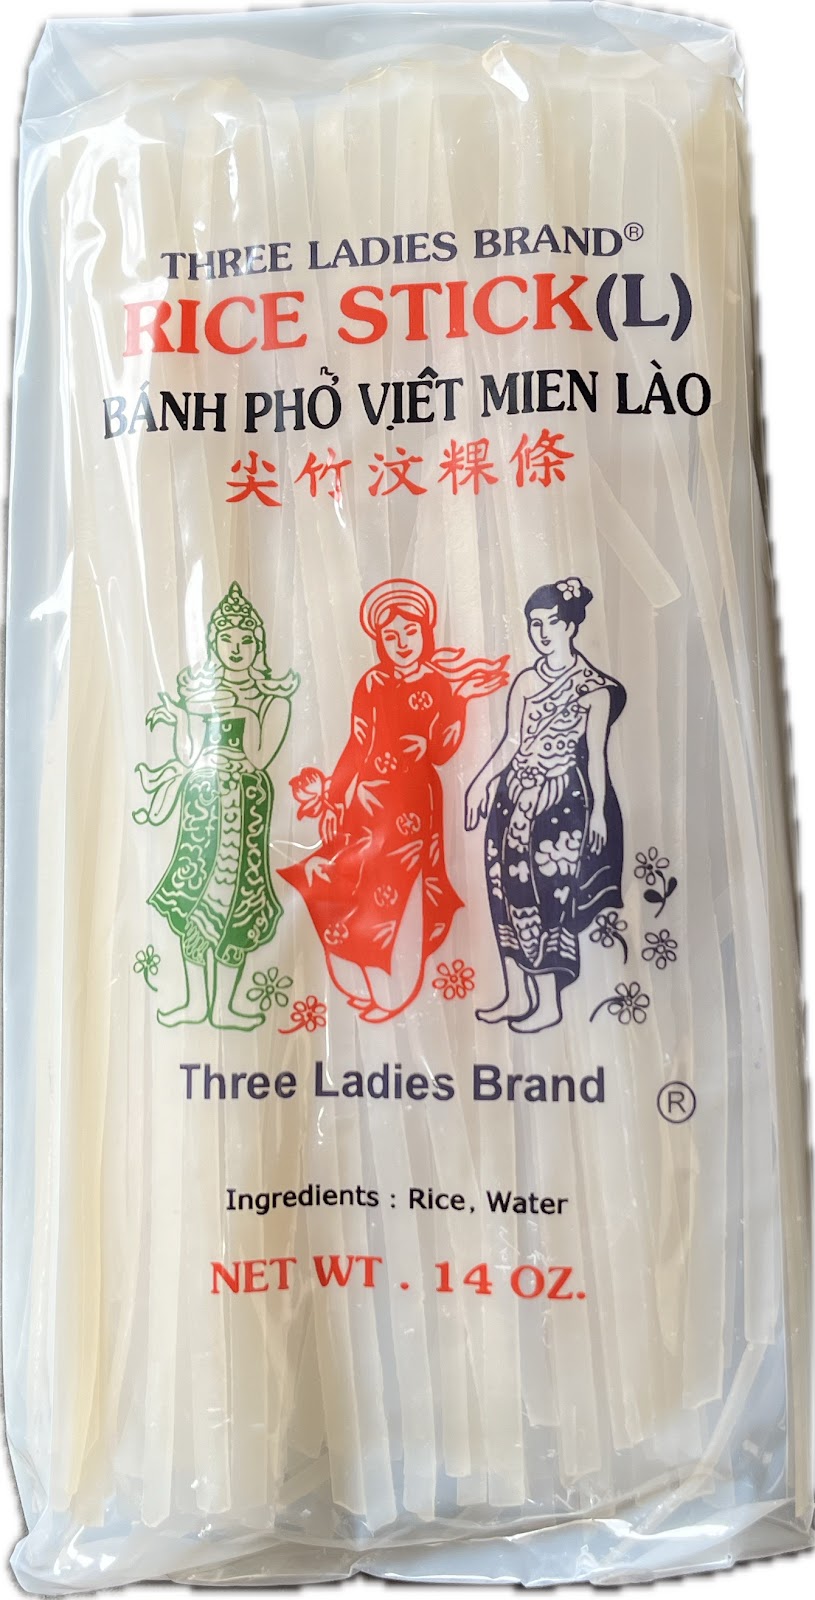 THREE LADIES BRAND®
RICE STICK(L)
BÁNH PHỞ VIỆT MIEN LÀO
尖竹汶粿條
Three Ladies Brand ®
Ingredients : Rice, Water
NET WT . 14 OZ.